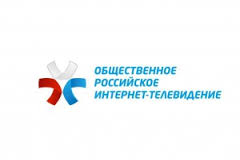 ОБЩЕСТВЕННОЕ
РОССИЙСКОЕ
ИНТЕРНЕТ-ТЕЛЕВИДЕНИЕ